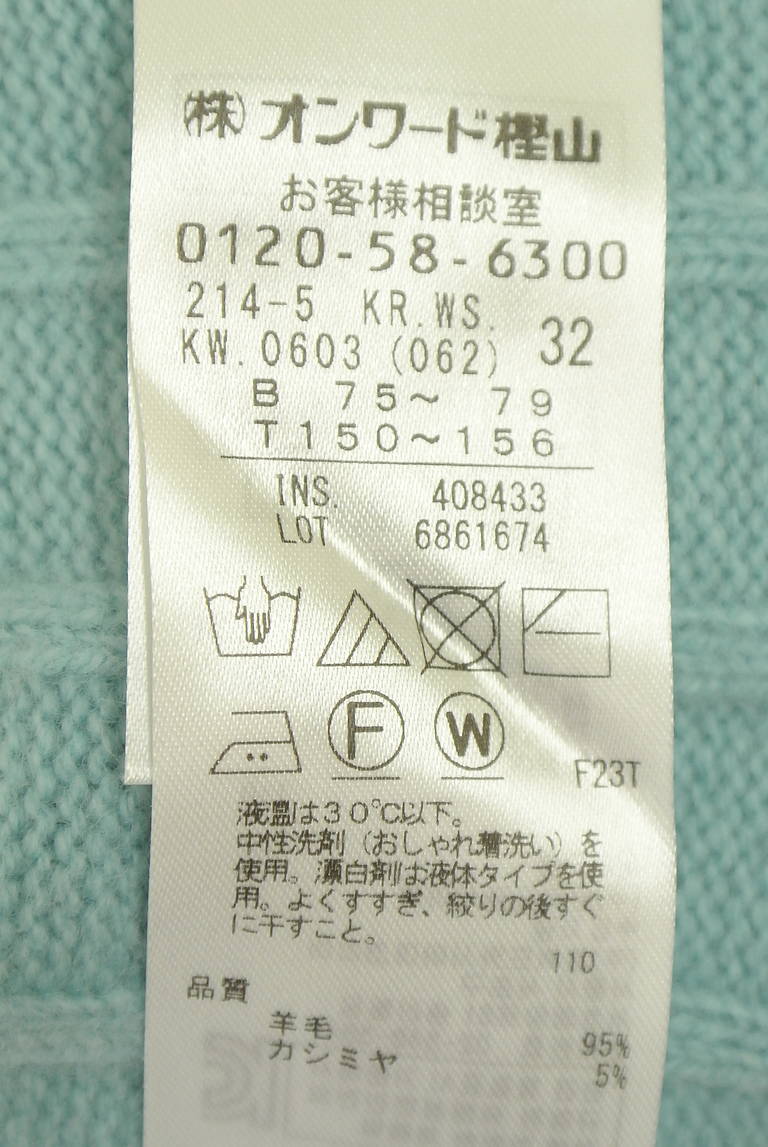 ㈱オンワード樫山
お客様相談室
0120-58-6300
214-5 KR.WS. 32
KW.0603 (062)
B 75～ 79
T150～156
INS. 408433
LOT 6861674
F
W
F23T
液温は30℃以下。
中性洗剤（おしゃれ着洗い）を
使用。漂白剤は液体タイプを使
用。よくすすぎ、絞りの後すぐ
に干すこと。
110
品質
羊毛 95%
カシミヤ 5%